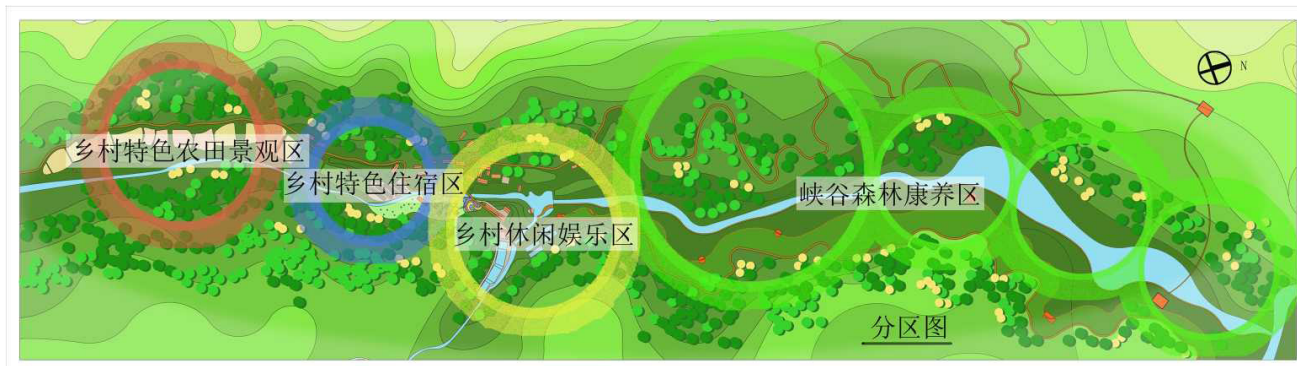 N
乡村特色农田景观区
乡村特色住宿区
峡谷森林康养区
乡村休闲娱乐区
分区图